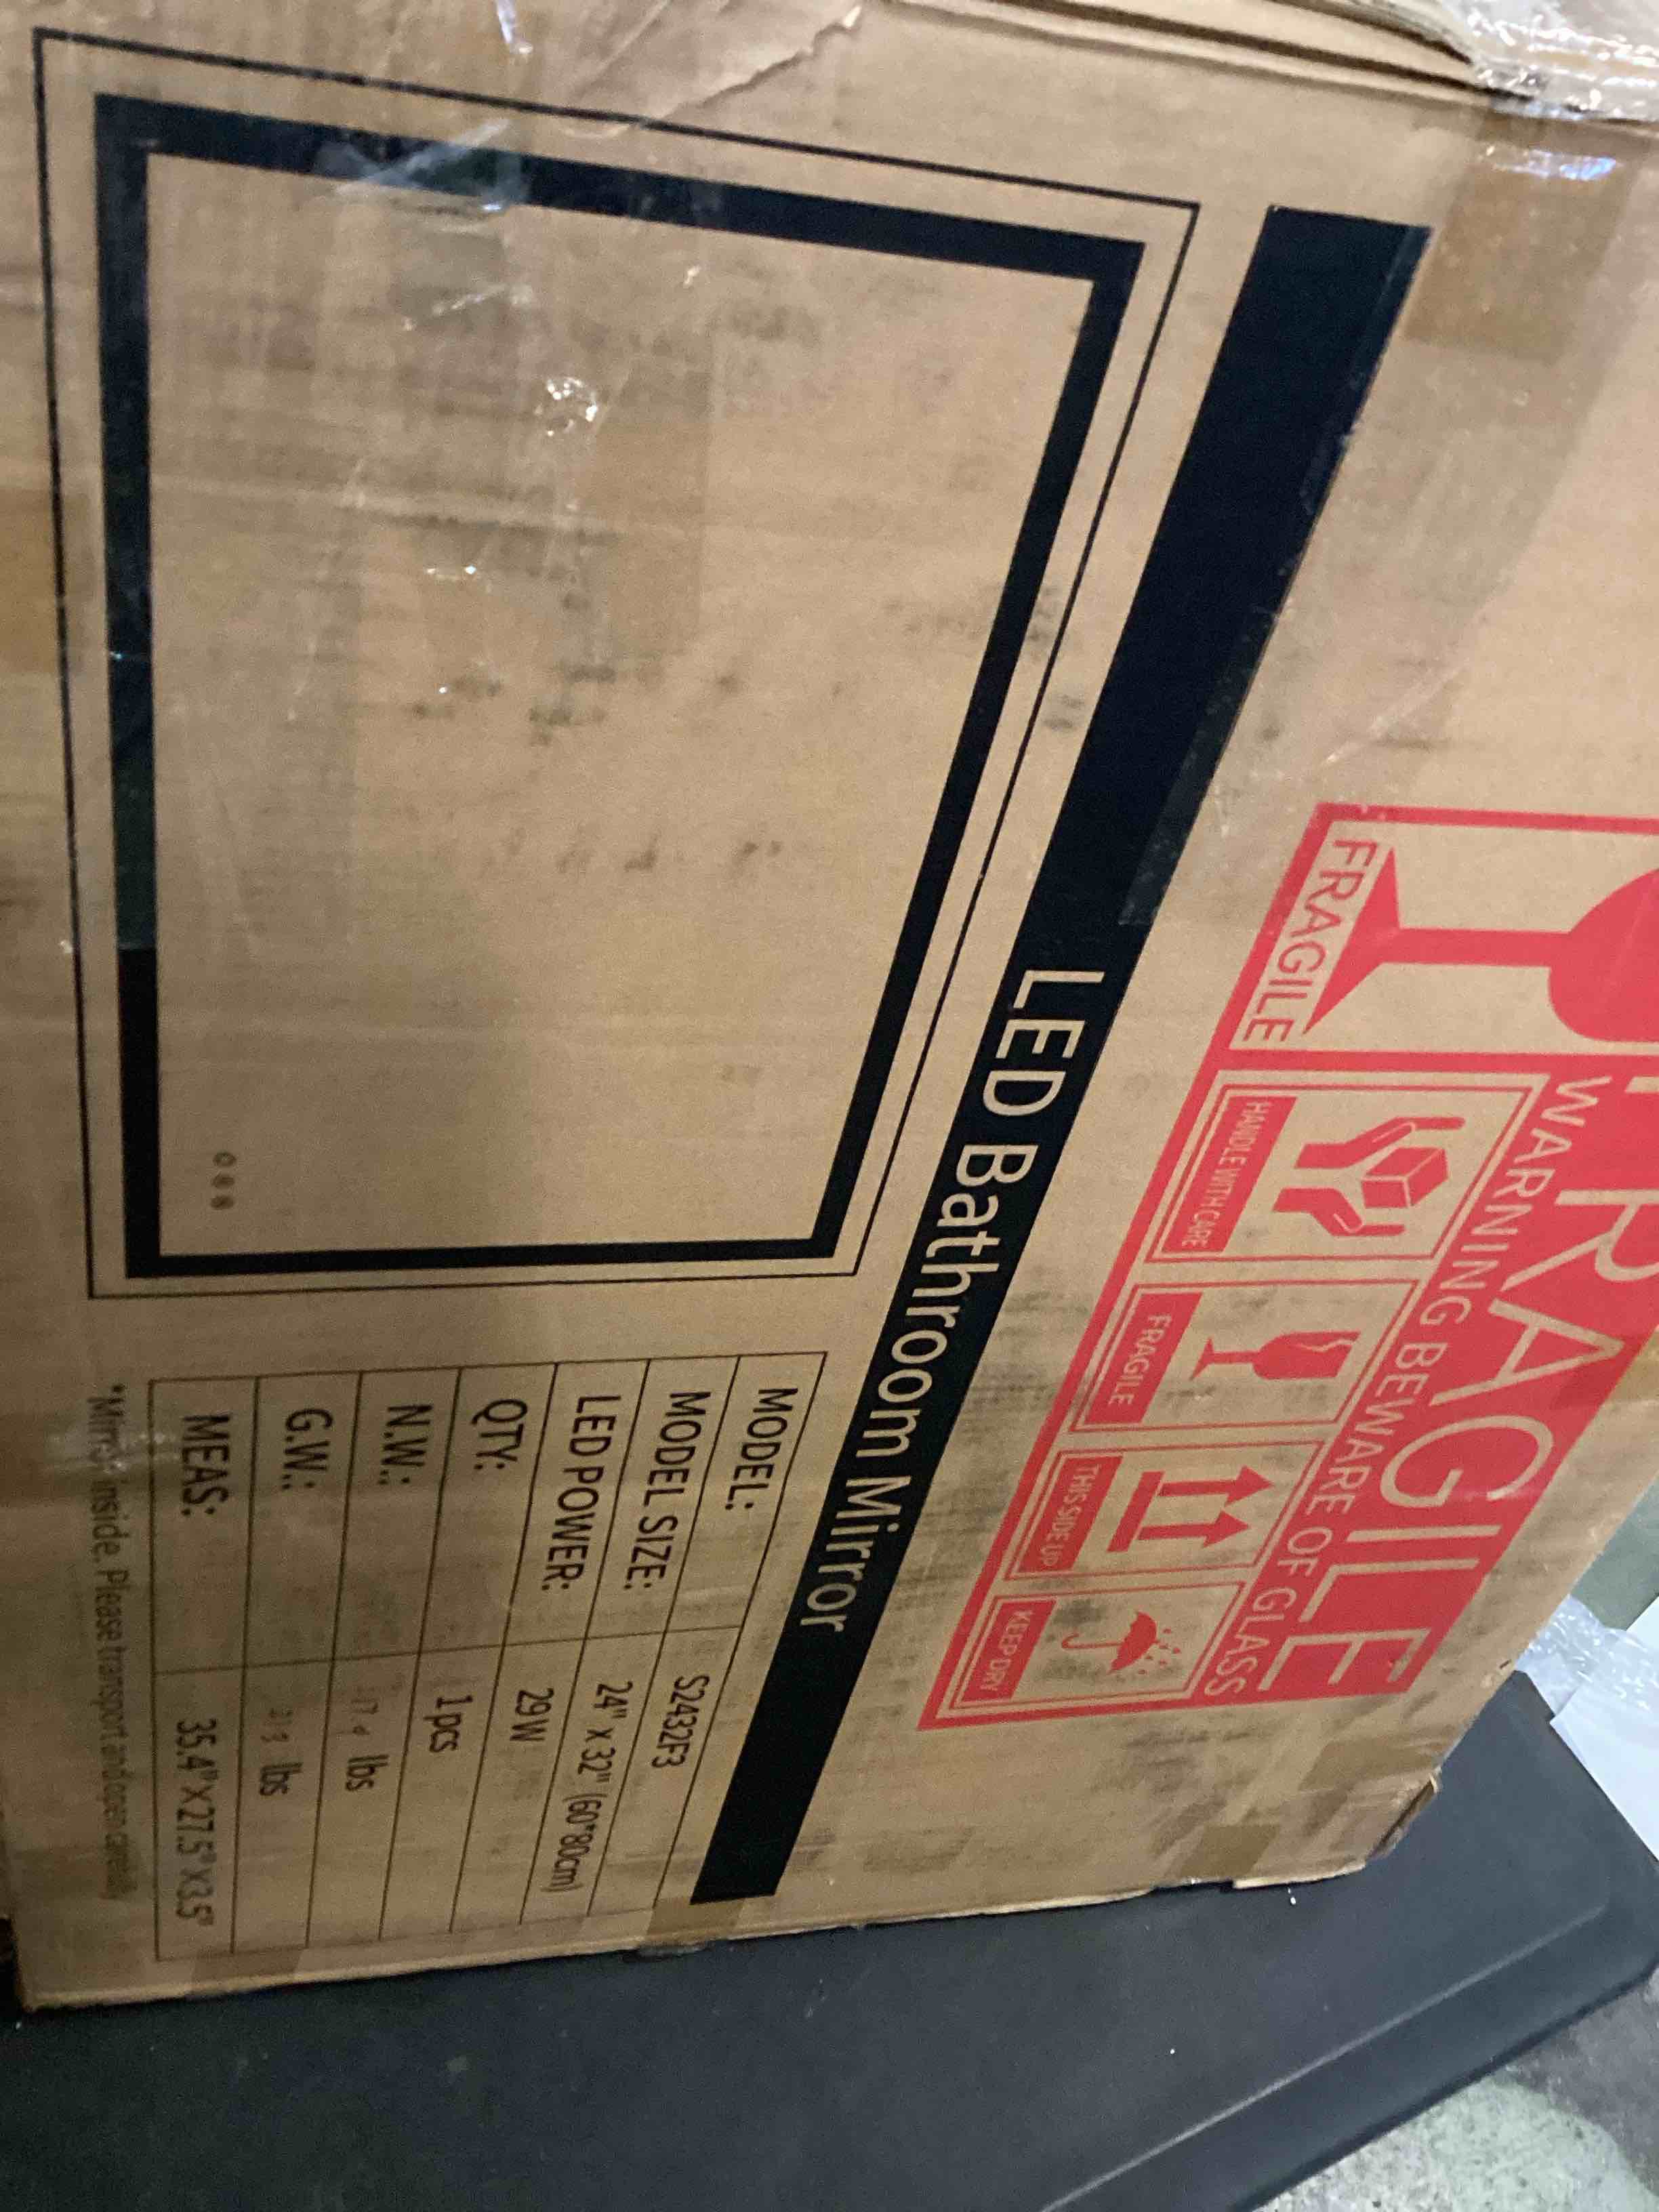 FRAGILE
WARNING BEWARE OF GLASS
FRAGILE
HANDLE WITH CARE
FRAGILE
THIS SIDE UP
KEEP DRY
LED Bathroom Mirror
MODEL: S2432F3
MODEL SIZE: 24" x 32" (60*80cm)
LED POWER: 29W
QTY: 1pcs
N.W.: lbs
G.W.: lbs
MEAS: 35.4"X27.5"X3.5"
*Mirror inside. Please transport and open carefully